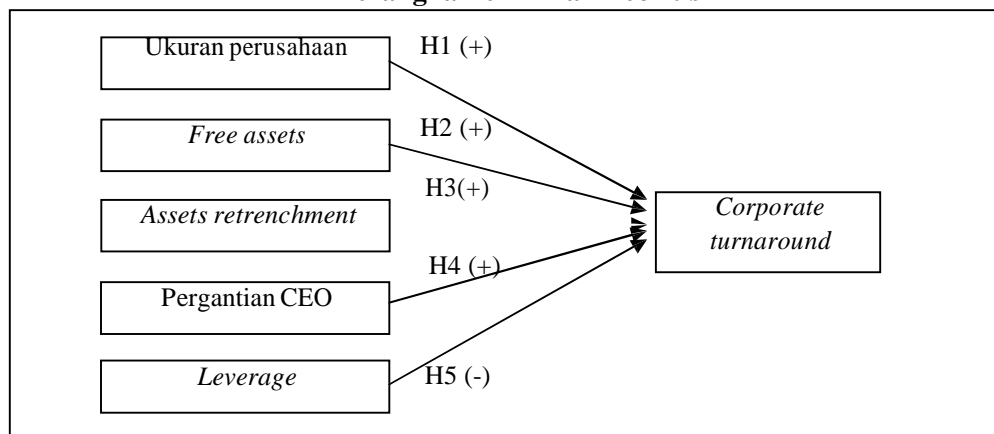 Ukuran perusahaan
H1 (+)
Free assets
H2 (+)
H3(+)
Assets retrenchment
Corporate
turnaround
H4 (+)
Pergantian CEO
Leverage
H5 (-)